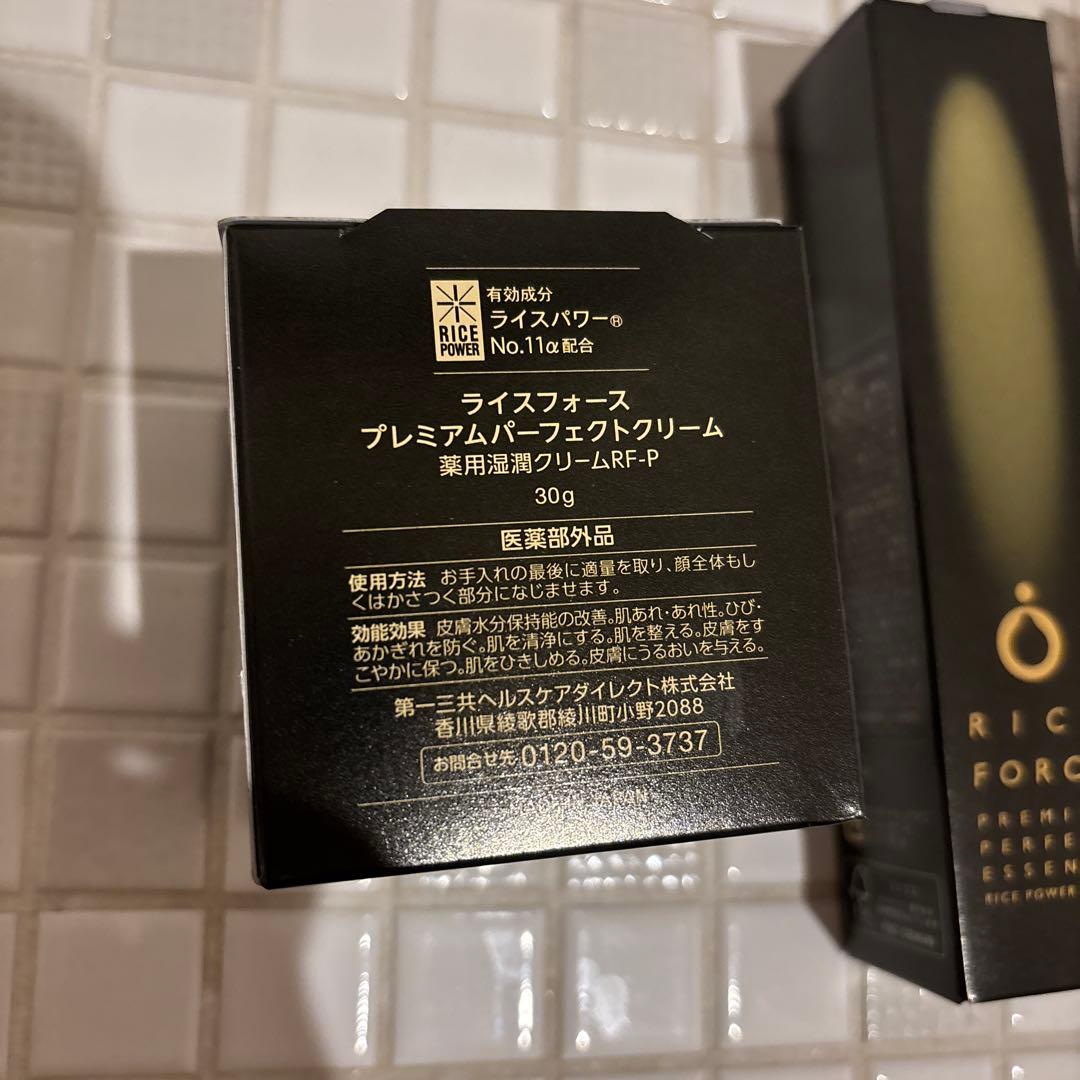 RICE
POWER
有効成分
ライスパワー®
No.11α配合
ライスフォース
プレミアムパーフェクトクリーム
薬用湿潤クリームRF-P
30g
医薬部外品
使用方法 お手入れの最後に適量を取り、顔全体もし
くはかさつく部分になじませます。
効能効果 皮膚水分保持能の改善。肌あれ・あれ性。ひび・
あかぎれを防ぐ。肌を清浄にする。肌を整える。皮膚をす
こやかに保つ。肌をひきしめる。皮膚にうるおいを与える。
第一三共ヘルスケアダイレクト株式会社
香川県綾歌郡綾川町小野2088
お問合せ先 0120-59-3737
RIC
FORC
PREMI
PERFE
ESSEN
RICE POWER